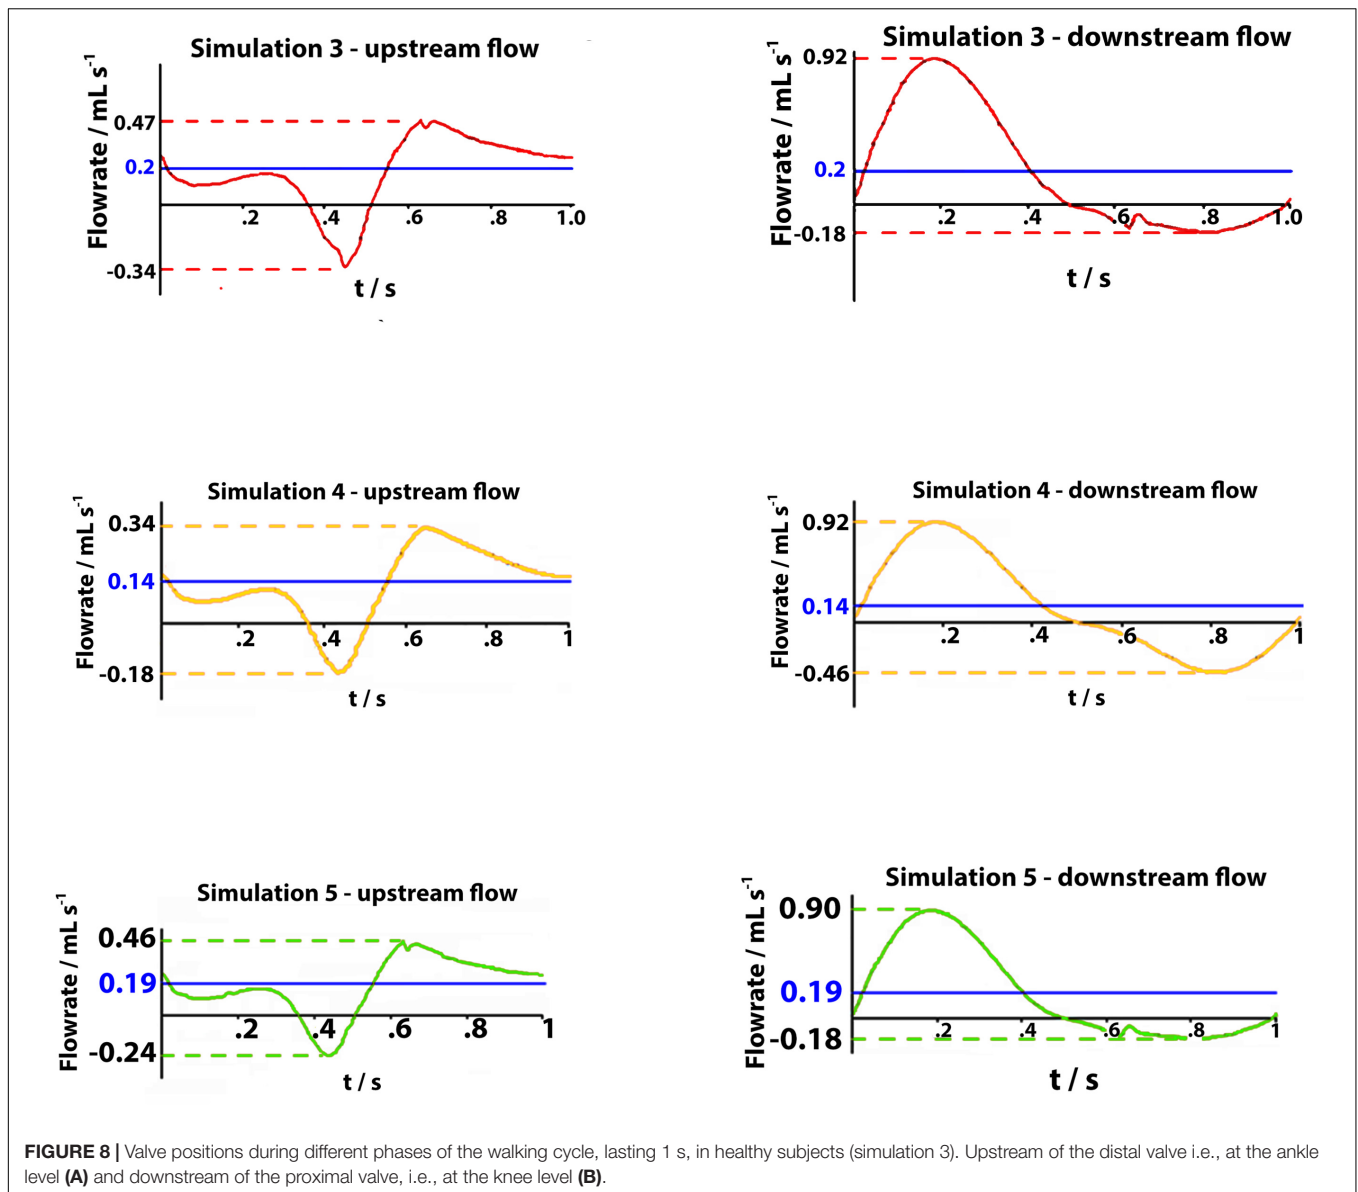 Simulation 3 - upstream flow
Flowrate / mL s⁻¹
0.47
0.2
-0.34
.2 .4 .6 .8 1.0
t / s
Simulation 3 - downstream flow
Flowrate / mL s⁻¹
0.92
0.2
-0.18
.2 .4 .6 .8 1.0
t / s
Simulation 4 - upstream flow
Flowrate / mL s⁻¹
0.34
0.14
-0.18
.2 .4 .6 .8 1
t / s
Simulation 4 - downstream flow
Flowrate / mL s⁻¹
0.92
0.14
-0.46
.2 .4 .6 .8 1
t / s
Simulation 5 - upstream flow
Flowrate / mL s⁻¹
0.46
0.19
-0.24
.2 .4 .6 .8 1
t / s
Simulation 5 - downstream flow
Flowrate / mL s⁻¹
0.90
0.19
-0.18
.2 .4 .6 .8 1
t / s
FIGURE 8 | Valve positions during different phases of the walking cycle, lasting 1 s, in healthy subjects (simulation 3). Upstream of the distal valve i.e., at the ankle
level (A) and downstream of the proximal valve, i.e., at the knee level (B).